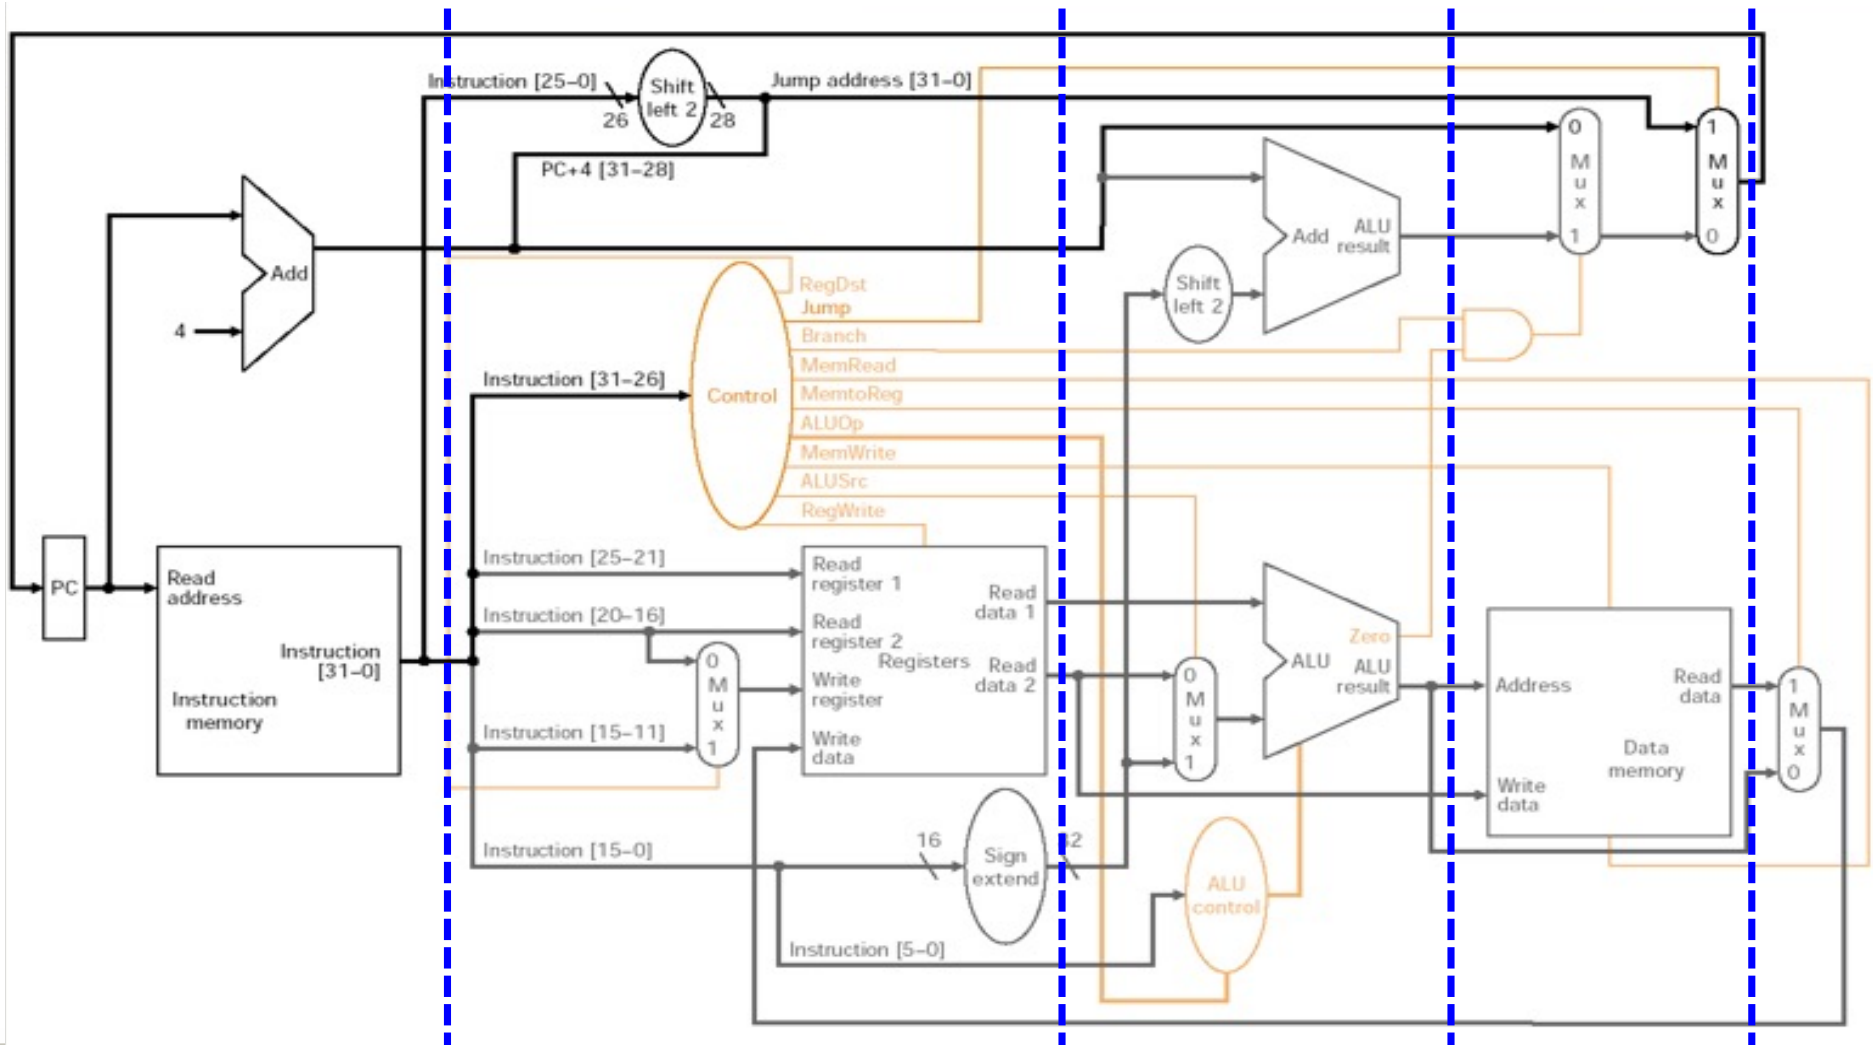 Instruction [25–0]
26
Shift
left 2
28
Jump address [31–0]
PC+4 [31–28]
Add
4
PC
Read
address
Instruction
[31–0]
Instruction
memory
Instruction [31–26]
Control
RegDst
Jump
Branch
MemRead
MemtoReg
ALUOp
MemWrite
ALUSrc
RegWrite
Instruction [25–21]
Instruction [20–16]
Instruction [15–11]
Instruction [15–0]
Instruction [5–0]
0
M
u
x
1
Read
register 1
Read
register 2
Write
register
Write
data
Registers
Read
data 1
Read
data 2
16
Sign
extend
32
Shift
left 2
Add
ALU
result
0
M
u
x
1
1
M
u
x
0
0
M
u
x
1
Zero
ALU
ALU
result
ALU
control
Address
Write
data
Read
data
Data
memory
1
M
u
x
0